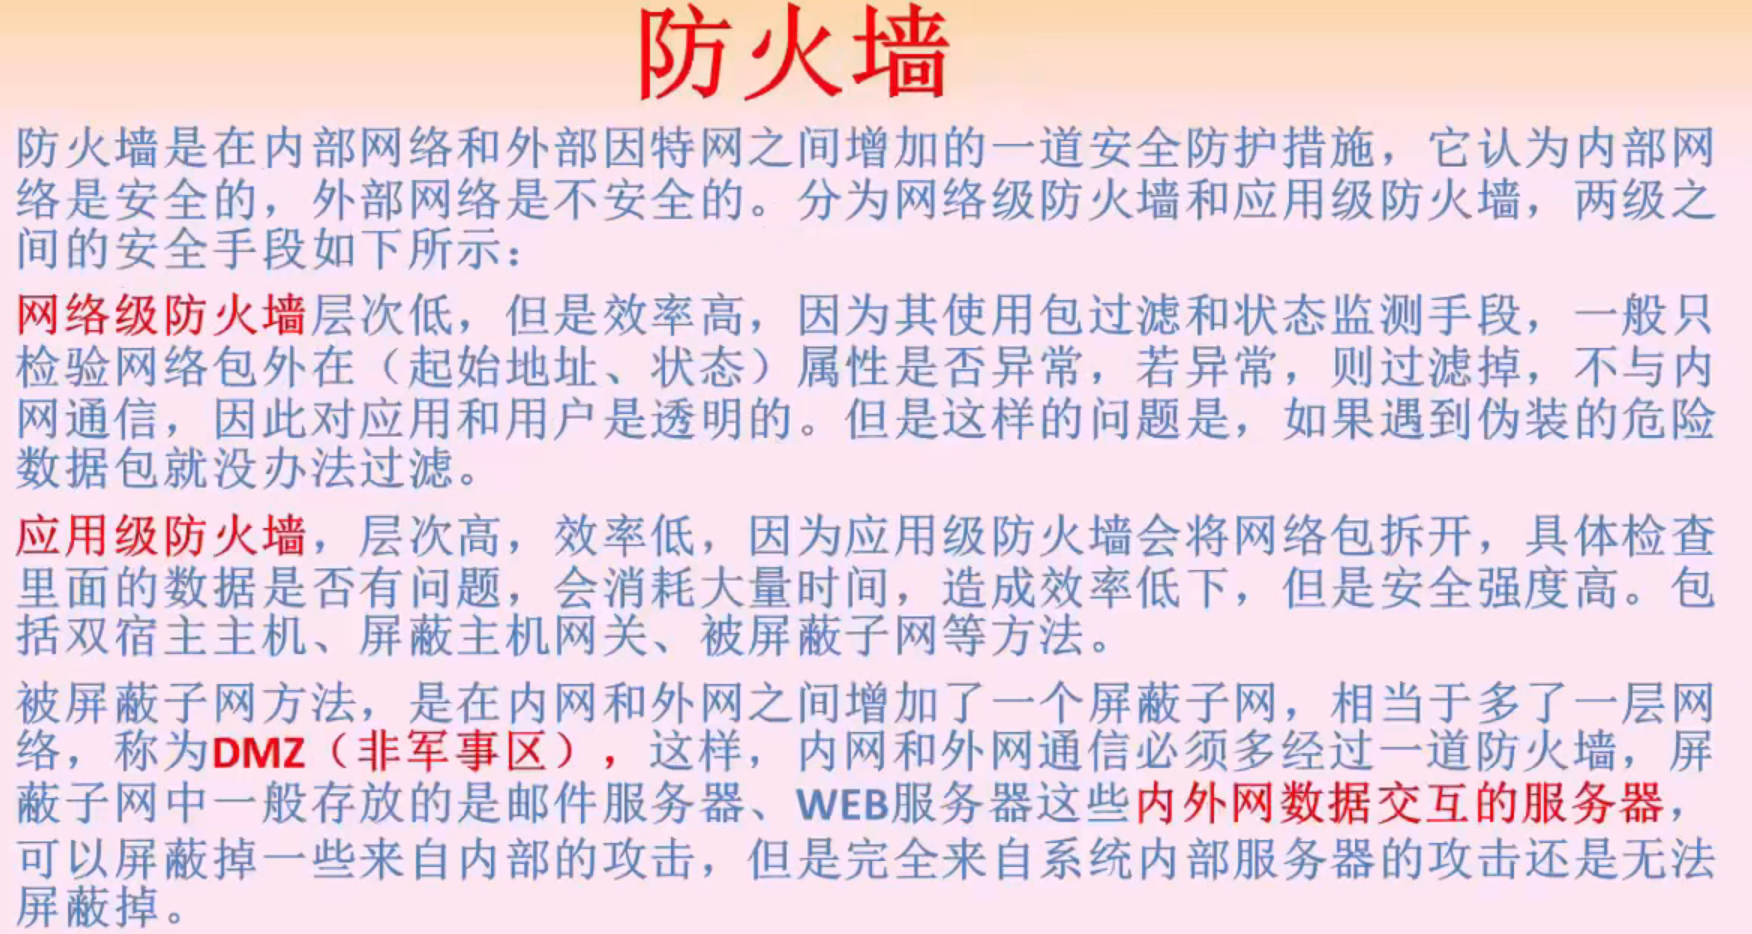 防火墙
防火墙是在内部网络和外部因特网之间增加的一道安全防护措施，它认为内部网
络是安全的，外部网络是不安全的。分为网络级防火墙和应用级防火墙，两级之
间的安全手段如下所示：
网络级防火墙层次低，但是效率高，因为其使用包过滤和状态监测手段，一般只
检验网络包外在（起始地址、状态）属性是否异常，若异常，则过滤掉，不与内
网通信，因此对应用和用户是透明的。但是这样的问题是，如果遇到伪装的危险
数据包就没办法过滤。
应用级防火墙，层次高，效率低，因为应用级防火墙会将网络包拆开，具体检查
里面的数据是否有问题，会消耗大量时间，造成效率低下，但是安全强度高。包
括双宿主主机、屏蔽主机网关、被屏蔽子网等方法。
被屏蔽子网方法，是在内网和外网之间增加了一个屏蔽子网，相当于多了一层网
络，称为DMZ（非军事区），这样，内网和外网通信必须多经过一道防火墙，屏
蔽子网中一般存放的是邮件服务器、WEB服务器这些内外网数据交互的服务器，
可以屏蔽掉一些来自内部的攻击，但是完全来自系统内部服务器的攻击还是无法
屏蔽掉。